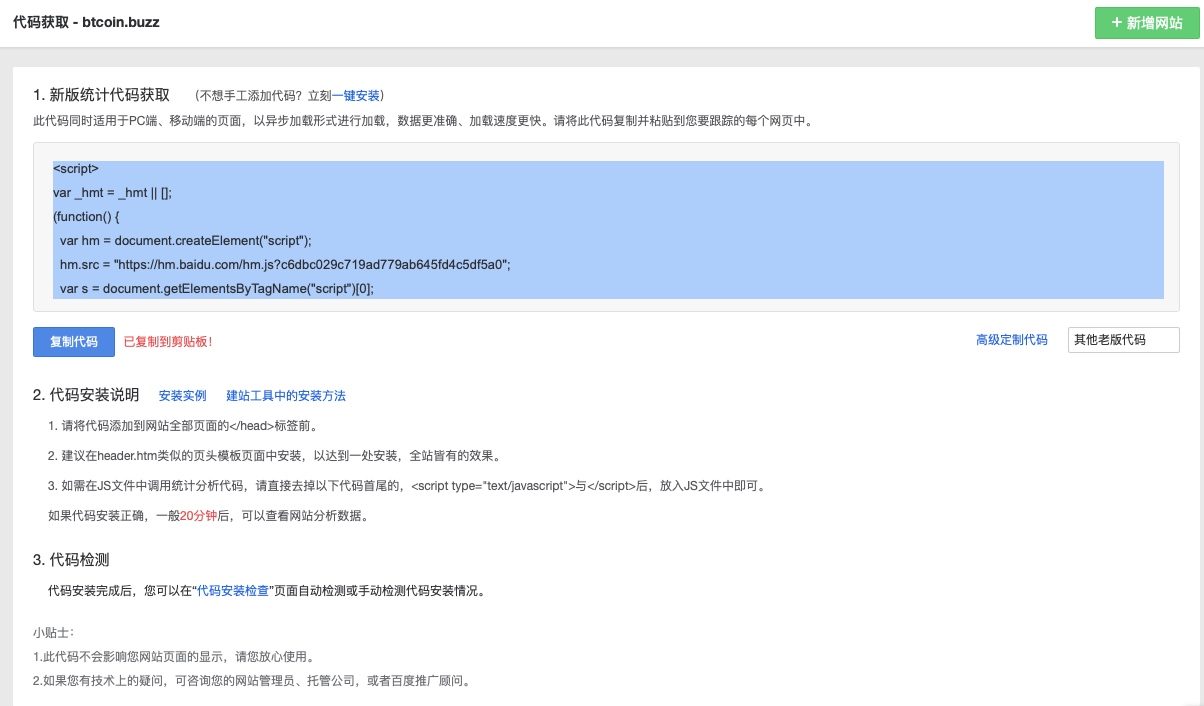 代码获取 - btcoin.buzz
+ 新增网站
1. 新版统计代码获取 （不想手工添加代码？立刻一键安装）
此代码同时适用于PC端、移动端的页面，以异步加载形式进行加载，数据更准确、加载速度更快。请将此代码复制并粘贴到您要跟踪的每个网页中。
<script>
var _hmt = _hmt || [];
(function() {
  var hm = document.createElement("script");
  hm.src = "https://hm.baidu.com/hm.js?c6dbc029c719ad779ab645fd4c5df5a0";
  var s = document.getElementsByTagName("script")[0];
复制代码 已复制到剪贴板！ 高级定制代码 其他老版代码
2. 代码安装说明 安装实例 建站工具中的安装方法
1. 请将代码添加到网站全部页面的</head>标签前。
2. 建议在header.htm类似的页头模板页面中安装，以达到一处安装，全站皆有的效果。
3. 如需在JS文件中调用统计分析代码，请直接去掉以下代码首尾的，<script type="text/javascript">与</script>后，放入JS文件中即可。
如果代码安装正确，一般20分钟后，可以查看网站分析数据。
3. 代码检测
代码安装完成后，您可以在“代码安装检查”页面自动检测或手动检测代码安装情况。
小贴士：
1.此代码不会影响您网站页面的显示，请您放心使用。
2.如果您有技术上的疑问，可咨询您的网站管理员、托管公司，或者百度推广顾问。